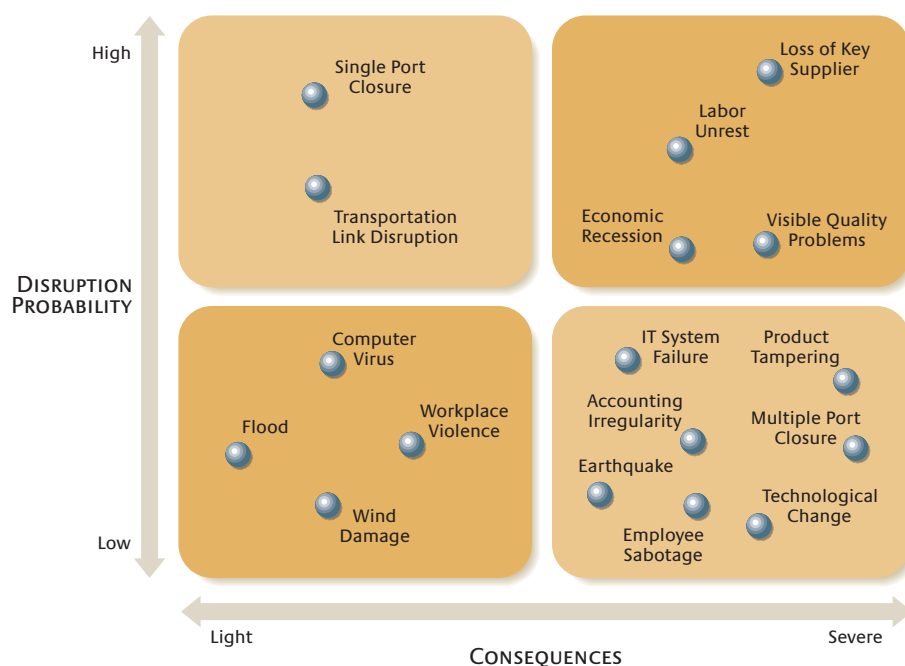 High
Single Port
Closure
Transportation
Link Disruption
Loss of Key
Supplier
Labor
Unrest
Economic
Recession
Visible Quality
Problems
DISRUPTION
PROBABILITY
Computer
Virus
Flood
Workplace
Violence
Wind
Damage
IT System
Failure
Product
Tampering
Accounting
Irregularity
Multiple Port
Closure
Earthquake
Employee
Sabotage
Technological
Change
Low
Light
Severe
CONSEQUENCES